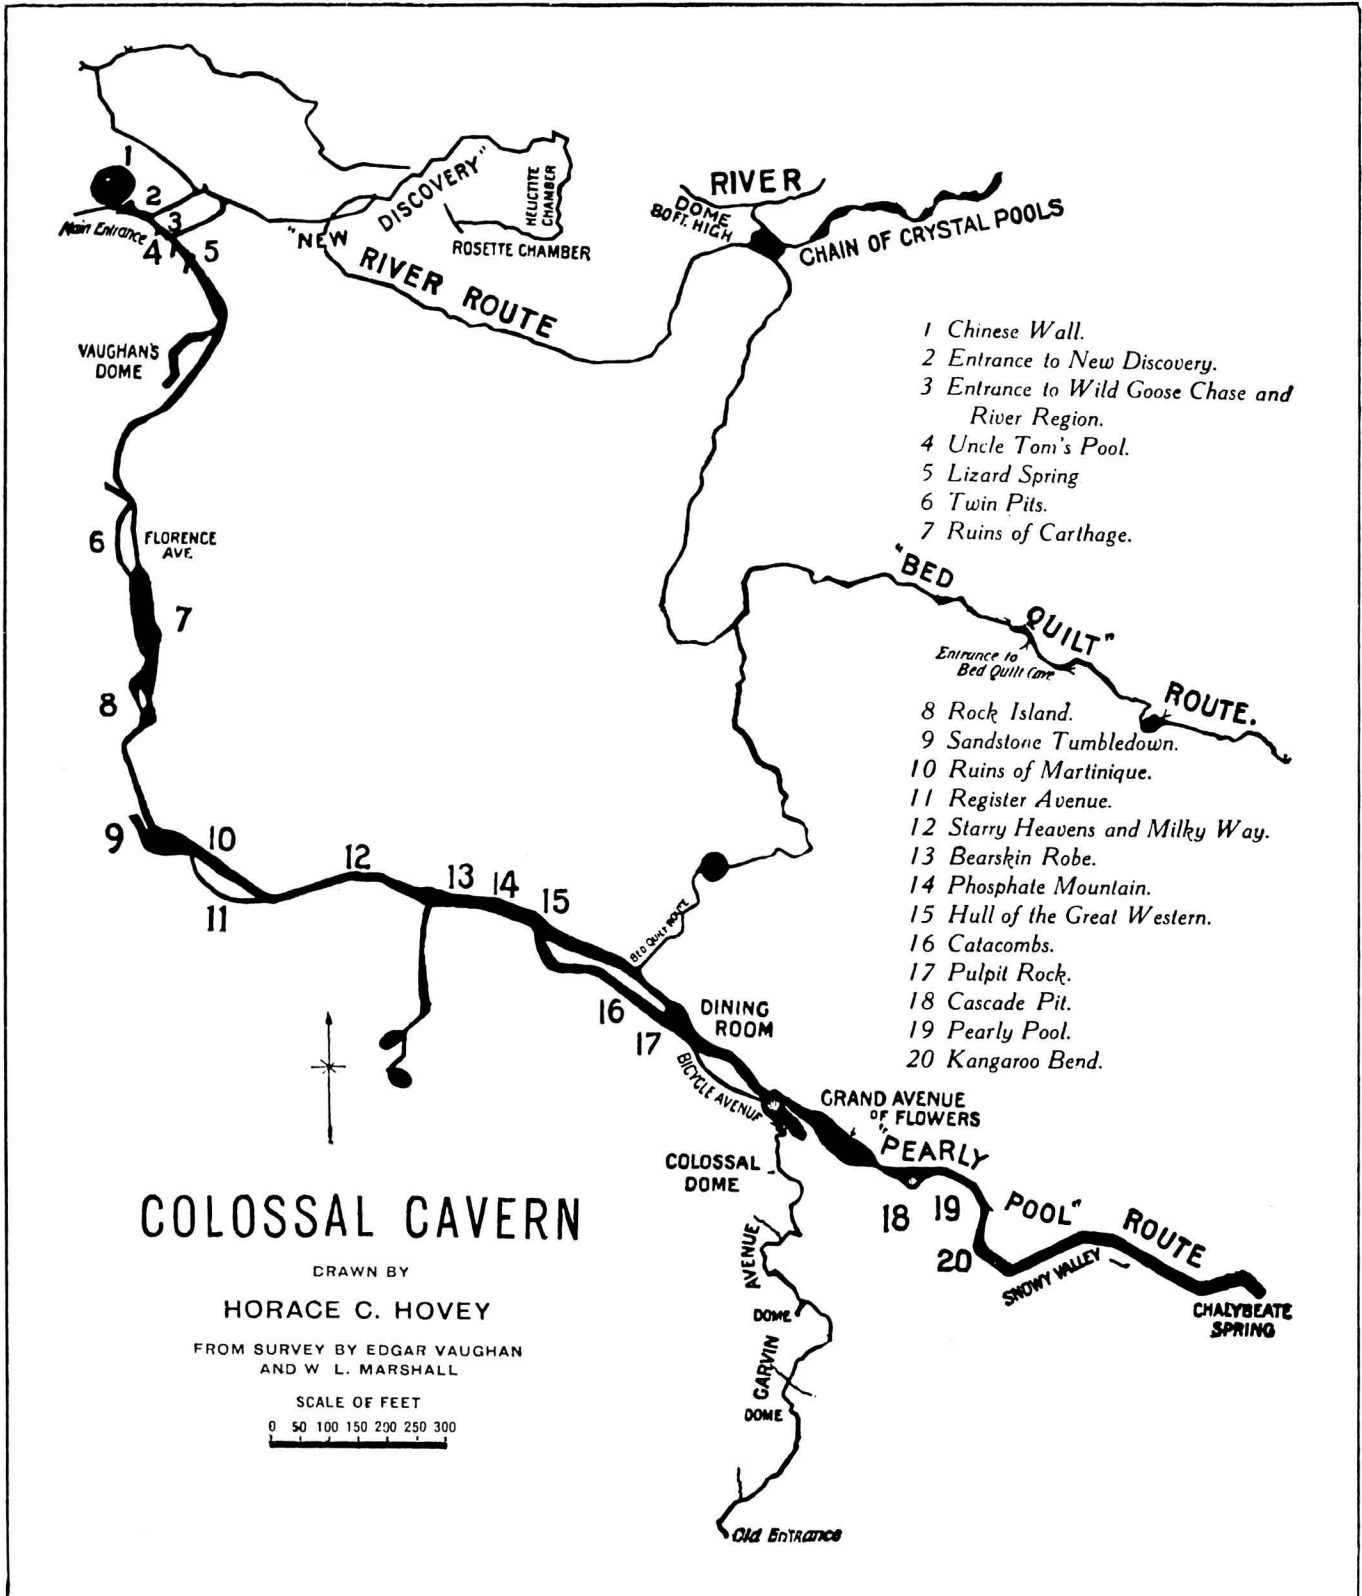 1
2
Main Entrance
3
4
5
"NEW
DISCOVERY"
HELICTITE
CHAMBER
ROSETTE CHAMBER
RIVER ROUTE
RIVER
DOME
80 FT. HIGH
CHAIN OF CRYSTAL POOLS
VAUGHAN'S
DOME
6
FLORENCE
AVE.
7
8
9
10
11
12
13
14
15
16
17
BED QUILT ROUTE
DINING
ROOM
BICYCLE AVENUE
GRAND AVENUE
OF FLOWERS
COLOSSAL
DOME
"PEARLY
POOL"
ROUTE
18
19
20
SNOWY VALLEY
CHALYBEATE
SPRING
AVENUE
DOME
GARVIN
DOME
Old Entrance
"BED
QUILT"
ROUTE.
Entrance to
Bed Quilt Cave
1 Chinese Wall.
2 Entrance to New Discovery.
3 Entrance to Wild Goose Chase and
River Region.
4 Uncle Tom's Pool.
5 Lizard Spring
6 Twin Pits.
7 Ruins of Carthage.
8 Rock Island.
9 Sandstone Tumbledown.
10 Ruins of Martinique.
11 Register Avenue.
12 Starry Heavens and Milky Way.
13 Bearskin Robe.
14 Phosphate Mountain.
15 Hull of the Great Western.
16 Catacombs.
17 Pulpit Rock.
18 Cascade Pit.
19 Pearly Pool.
20 Kangaroo Bend.
COLOSSAL CAVERN
DRAWN BY
HORACE C. HOVEY
FROM SURVEY BY EDGAR VAUGHAN
AND W L. MARSHALL
SCALE OF FEET
0 50 100 150 200 250 300